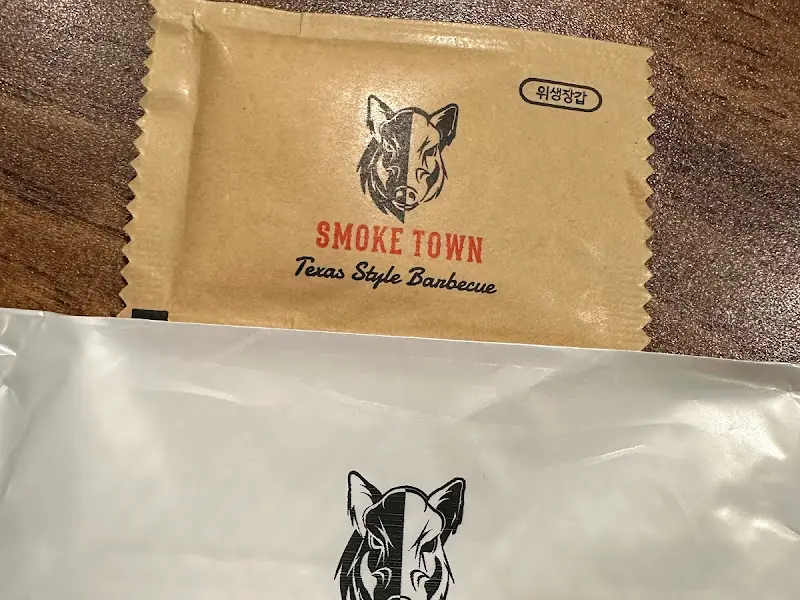 위생장갑
SMOKE TOWN
Texas Style Barbecue